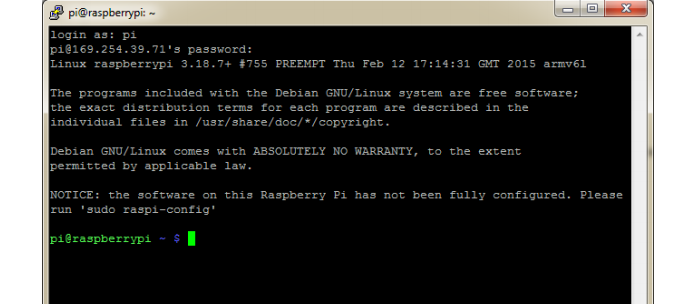 pi@raspberrypi: ~
login as: pi
pi@169.254.39.71's password:
Linux raspberrypi 3.18.7+ #755 PREEMPT Thu Feb 12 17:14:31 GMT 2015 armv6l
The programs included with the Debian GNU/Linux system are free software;
the exact distribution terms for each program are described in the
individual files in /usr/share/doc/*/copyright.
Debian GNU/Linux comes with ABSOLUTELY NO WARRANTY, to the extent
permitted by applicable law.
NOTICE: the software on this Raspberry Pi has not been fully configured. Please
run 'sudo raspi-config'
pi@raspberrypi ~ $